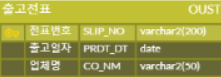 출고전표 OUST
전표번호 SLIP_NO varchar2(200)
출고일자 PRDT_DT date
업체명 CO_NM varchar2(50)